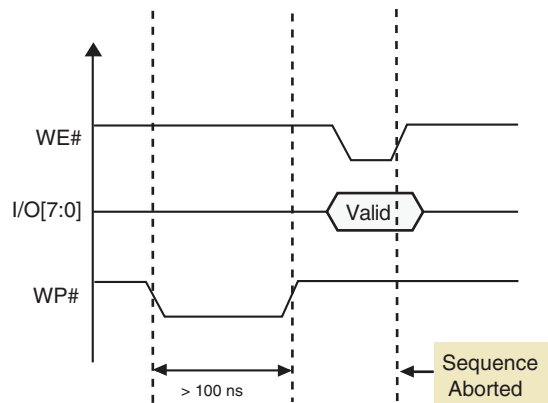 WE#
I/O[7:0]
Valid
WP#
> 100 ns
Sequence
Aborted